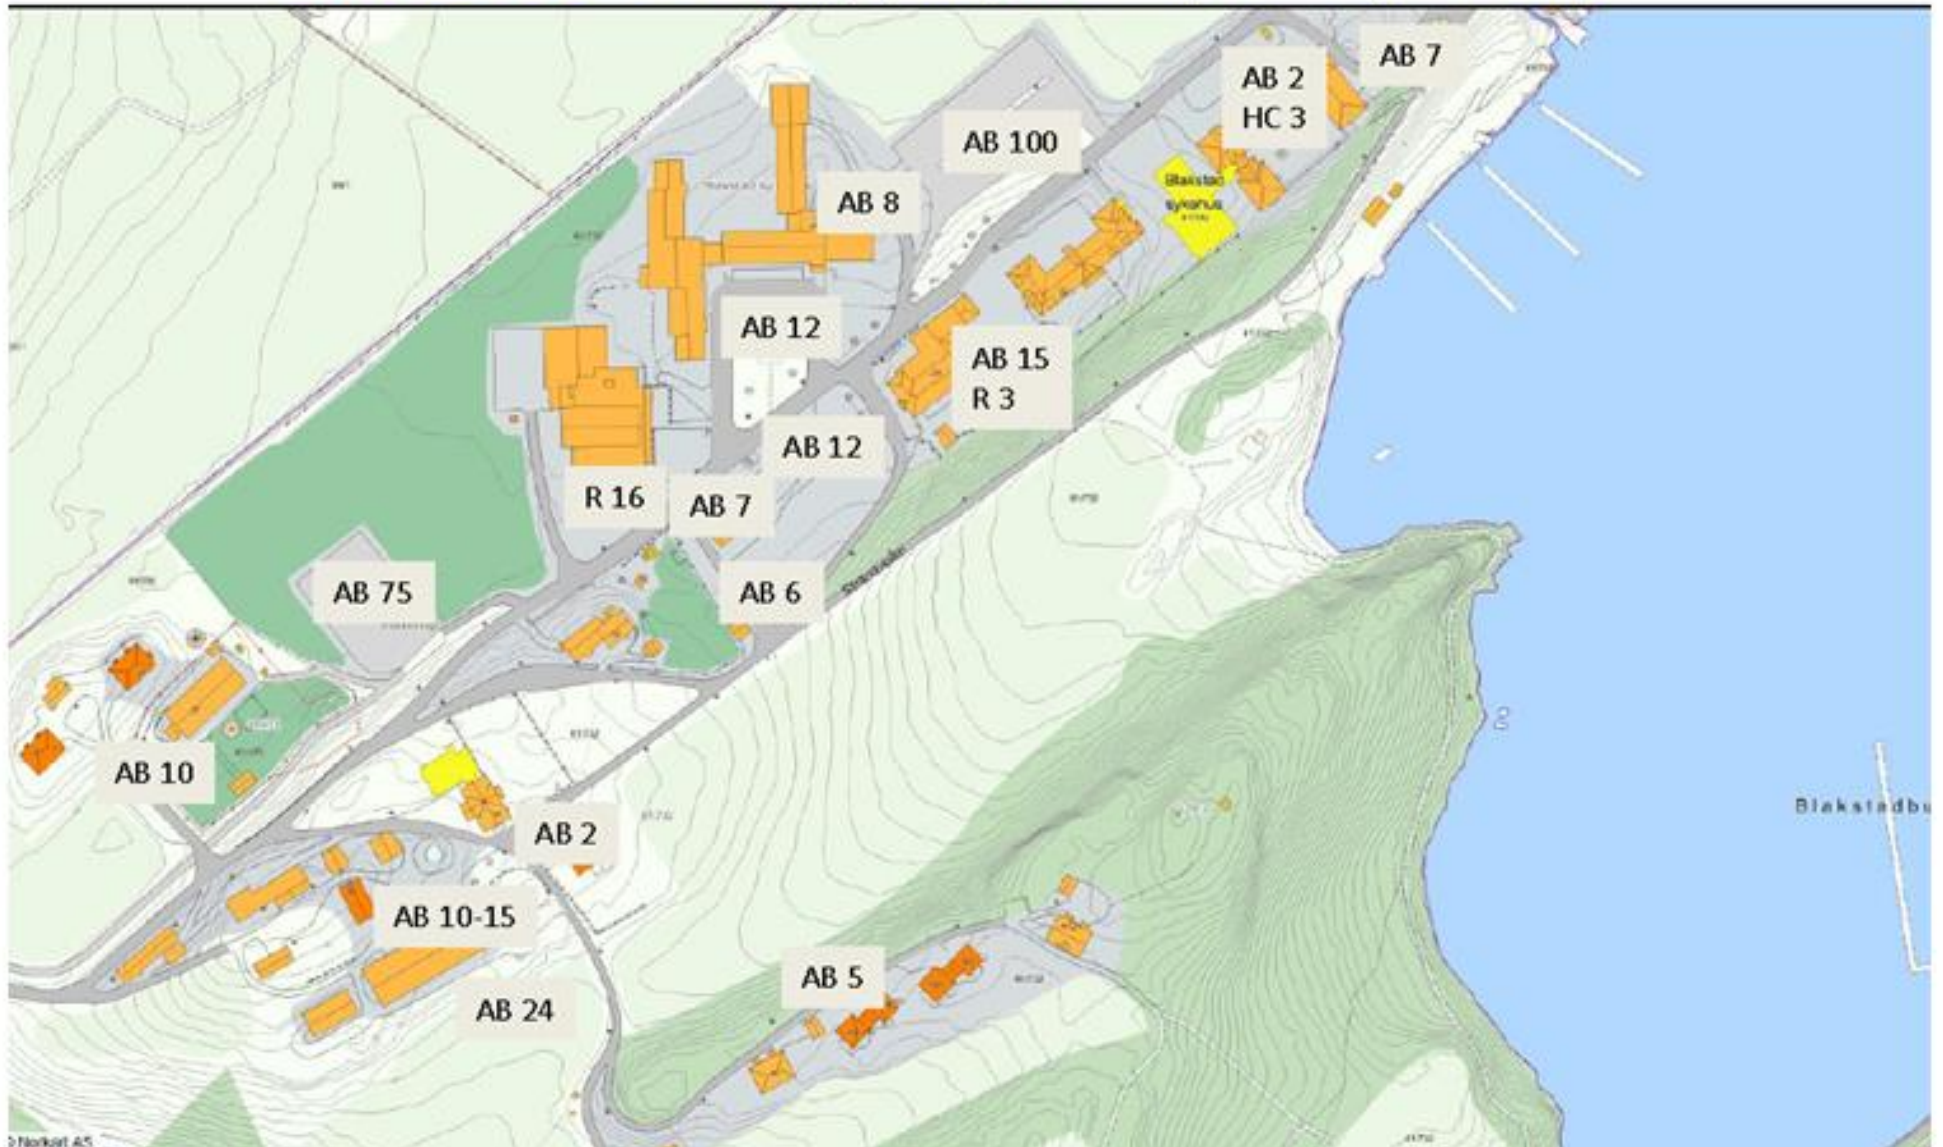 AB 7
AB 2
HC 3
AB 100
Blakstad
sykehus
AB 8
AB 12
AB 15
R 3
AB 12
R 16
AB 7
AB 75
AB 6
AB 10
AB 2
AB 10-15
AB 24
AB 5
Blakstadbu
© Norkart AS